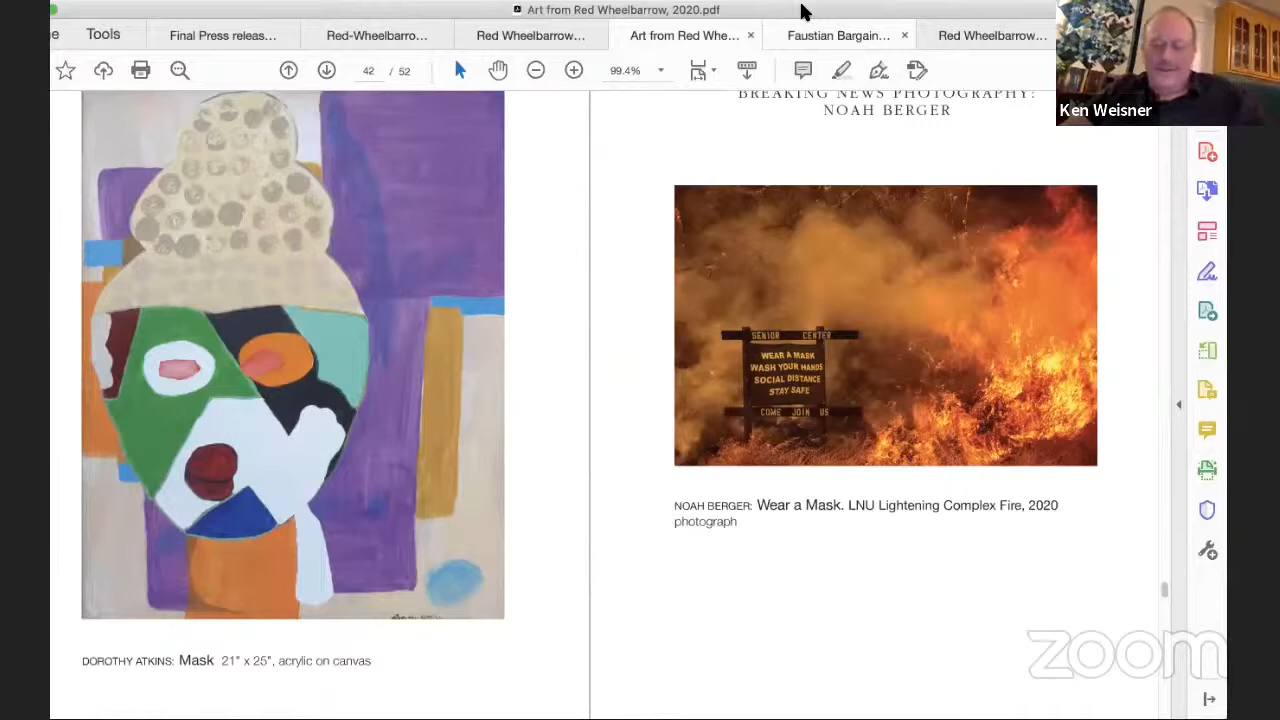 Art from Red Wheelbarrow, 2020.pdf
e
Tools
Final Press releas...
Red-Wheelbarro...
Red Wheelbarrow...
Art from Red Whe...
Faustian Bargain...
Red Wheelbarrow...
42 / 52
99.4%
Ken Weisner
BREAKING NEWS PHOTOGRAPHY:
NOAH BERGER
SENIOR CENTER
WEAR A MASK
WASH YOUR HANDS
SOCIAL DISTANCE
STAY SAFE
COME JOIN US
NOAH BERGER: Wear a Mask. LNU Lightening Complex Fire, 2020
photograph
DOROTHY ATKINS: Mask 21" x 25", acrylic on canvas
zoom